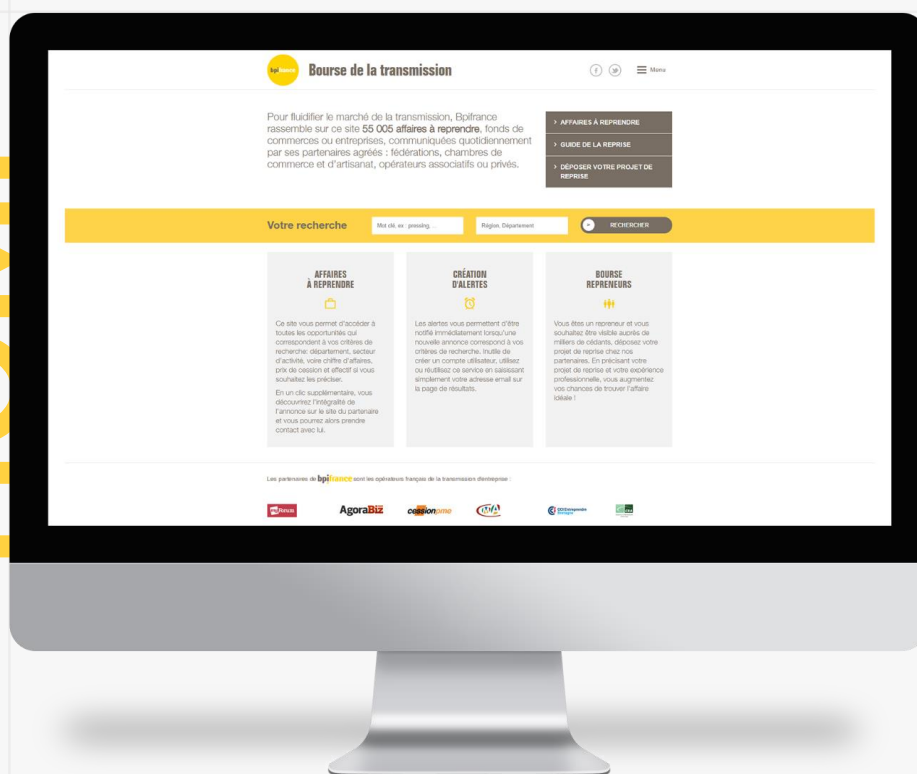 bpifrance
Bourse de la transmission
Menu
Pour fluidifier le marché de la transmission, Bpifrance
rassemble sur ce site 55 005 affaires à reprendre, fonds de
commerces ou entreprises, communiquées quotidiennement
par ses partenaires agréés : fédérations, chambres de
commerce et d'artisanat, opérateurs associatifs ou privés.
> AFFAIRES À REPRENDRE
> GUIDE DE LA REPRISE
> DÉPOSER VOTRE PROJET DE
REPRISE
Votre recherche
Mot clé, ex : pressing, ...
Région, Département
RECHERCHER
AFFAIRES
À REPRENDRE
Ce site vous permet d'accéder à
toutes les opportunités qui
correspondent à vos critères de
recherche: département, secteur
d'activité, voire chiffre d'affaires,
prix de cession et effectif si vous
souhaitez les préciser.
En un clic supplémentaire, vous
découvrirez l'intégralité de
l'annonce sur le site du partenaire
et vous pourrez alors prendre
contact avec lui.
CRÉATION
D'ALERTES
Les alertes vous permettent d'être
notifié immédiatement lorsqu'une
nouvelle annonce correspond à vos
critères de recherche. Inutile de
créer un compte utilisateur, utilisez
ou réutilisez ce service en saisissant
simplement votre adresse email sur
la page de résultats.
BOURSE
REPRENEURS
Vous êtes un repreneur et vous
souhaitez être visible auprès de
milliers de cédants, déposez votre
projet de reprise chez nos
partenaires. En précisant votre
projet de reprise et votre expérience
professionnelle, vous augmentez
vos chances de trouver l'affaire
idéale !
Les partenaires de bpifrance sont les opérateurs français de la transmission d'entreprise :
AgoraBiz
cessionpme
CMA